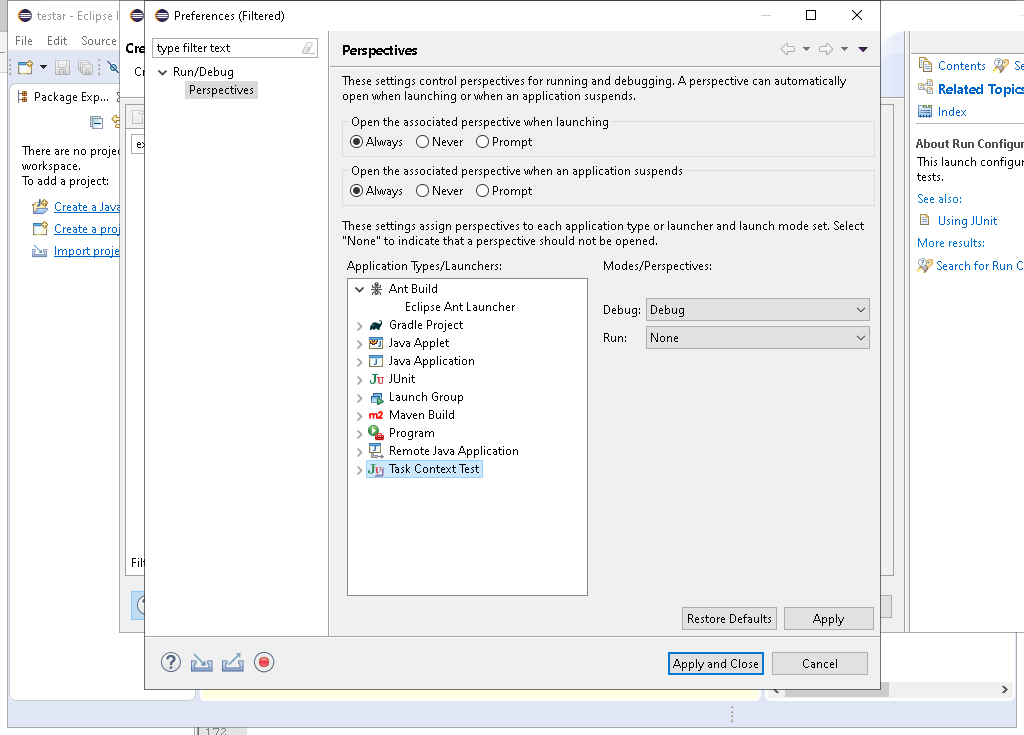 testar - Eclipse I
Preferences (Filtered)
File Edit Source
Cre
type filter text
Perspectives
Run/Debug
Perspectives
These settings control perspectives for running and debugging. A perspective can automatically
open when launching or when an application suspends.
Open the associated perspective when launching
Always Never Prompt
Open the associated perspective when an application suspends
Always Never Prompt
These settings assign perspectives to each application type or launcher and launch mode set. Select
"None" to indicate that a perspective should not be opened.
Application Types/Launchers:
Modes/Perspectives:
Ant Build
Eclipse Ant Launcher
Gradle Project
Java Applet
Java Application
JUnit
Launch Group
Maven Build
Program
Remote Java Application
Task Context Test
Debug: Debug
Run: None
Restore Defaults
Apply
Apply and Close
Cancel
Package Exp...
There are no projec
workspace.
To add a project:
Create a Java
Create a proj
Import proje
Cr
ex
Filt
Contents Se
Related Topics
Index
About Run Configur
This launch configur
tests.
See also:
Using JUnit
More results:
Search for Run C
172